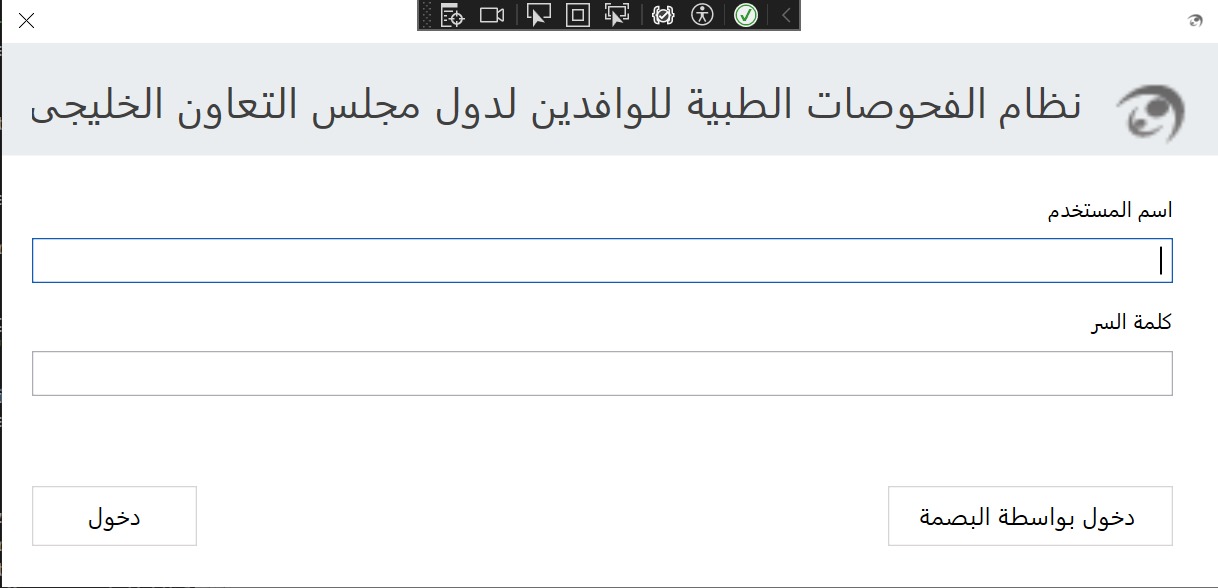 نظام الفحوصات الطبية للوافدين لدول مجلس التعاون الخليجى
اسم المستخدم
كلمة السر
دخول بواسطة البصمة
دخول